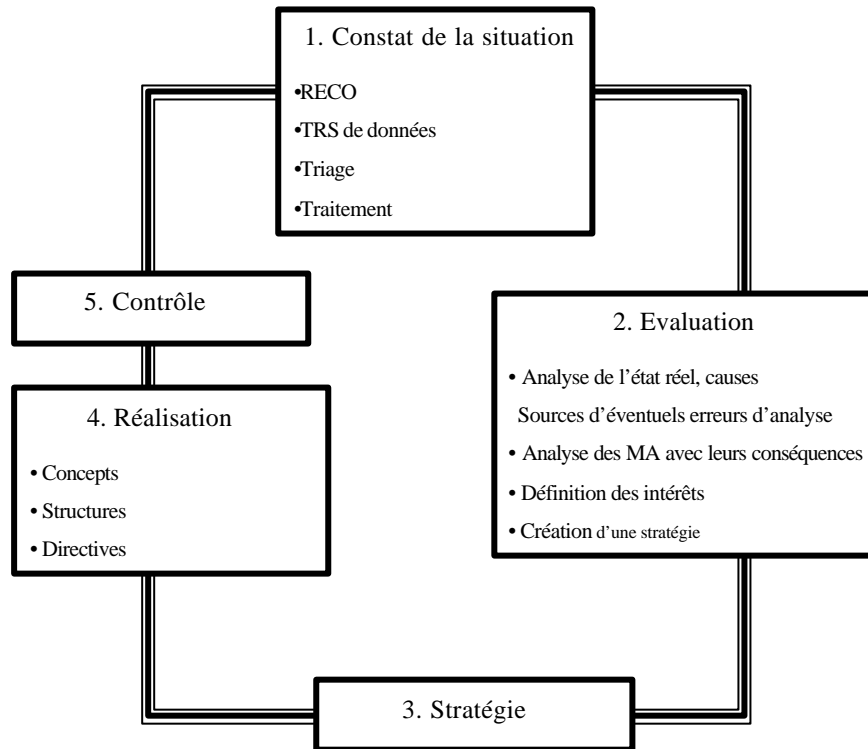 1. Constat de la situation
•RECO
•TRS de données
•Triage
•Traitement
5. Contrôle
2. Evaluation
• Analyse de l’état réel, causes
Sources d’éventuels erreurs d’analyse
• Analyse des MA avec leurs conséquences
• Définition des intérêts
• Création d’une stratégie
4. Réalisation
• Concepts
• Structures
• Directives
3. Stratégie